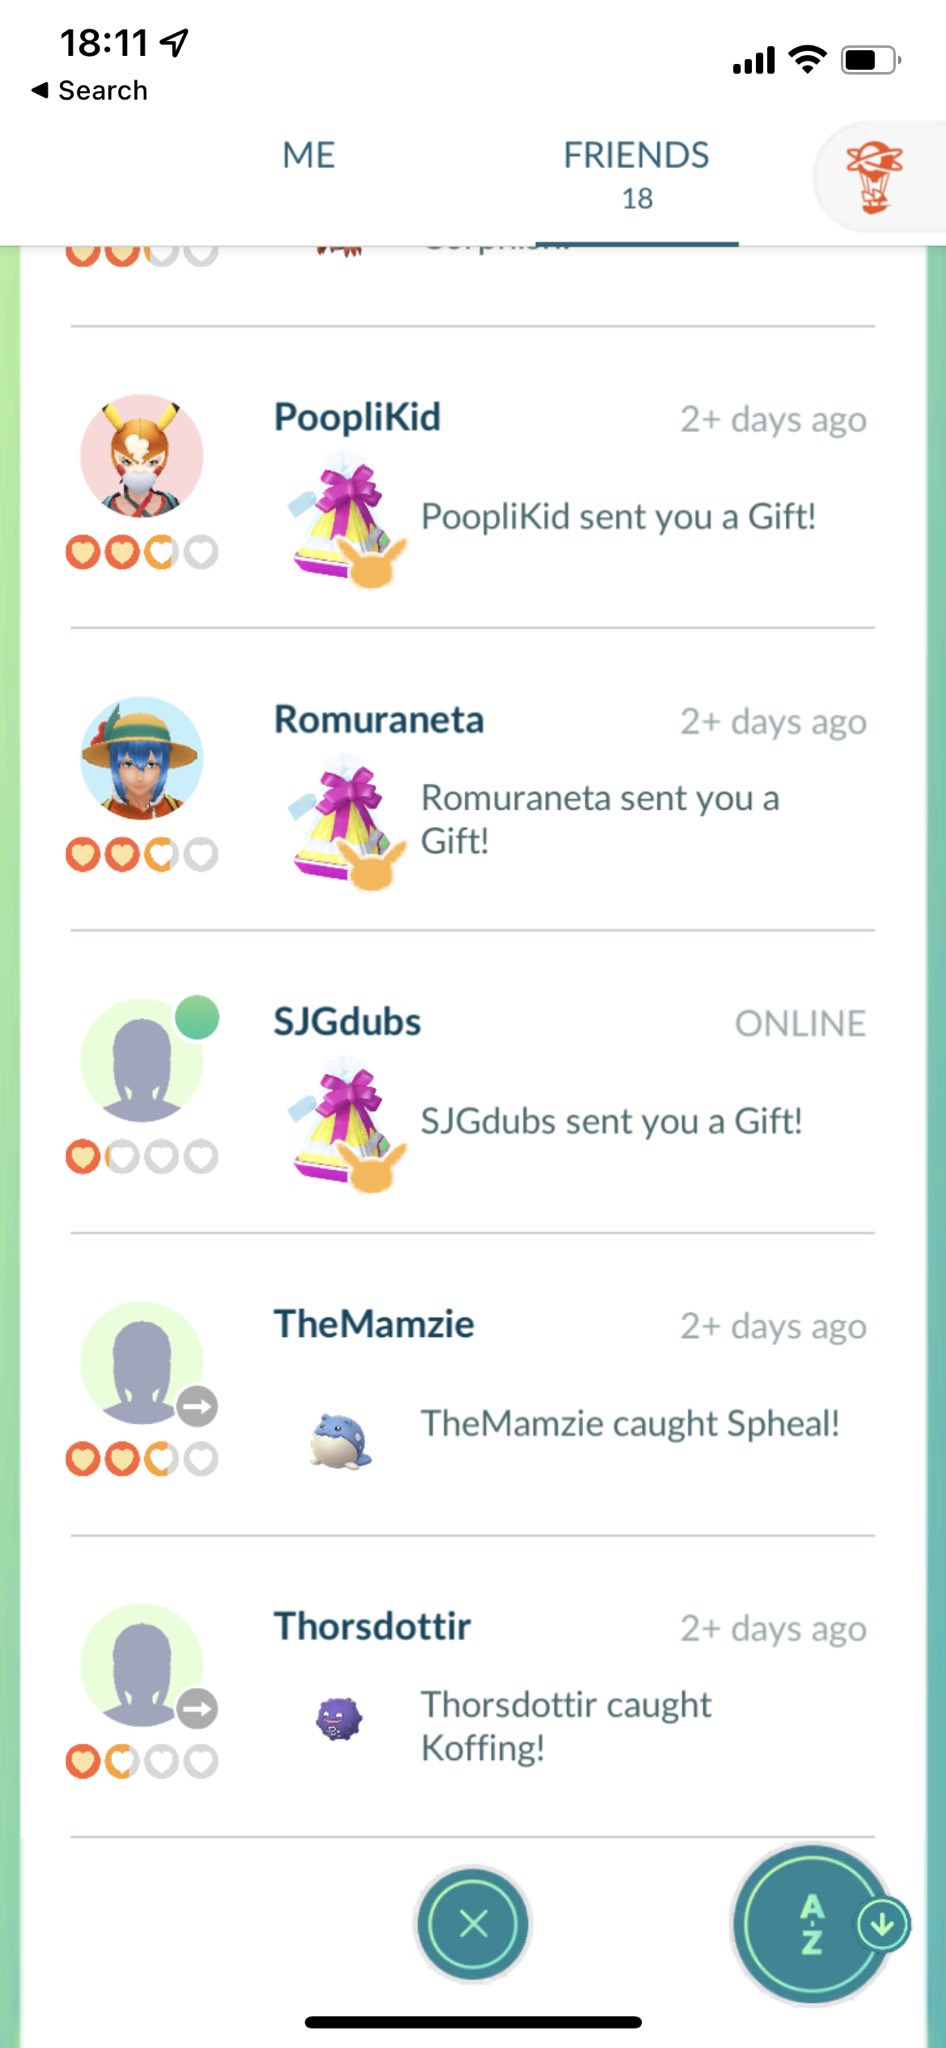 18:11
Search
ME
FRIENDS
18
PoopliKid
2+ days ago
PoopliKid sent you a Gift!
Romuraneta
2+ days ago
Romuraneta sent you a
Gift!
SJGdubs
ONLINE
SJGdubs sent you a Gift!
TheMamzie
2+ days ago
TheMamzie caught Spheal!
Thorsdottir
2+ days ago
Thorsdottir caught
Koffing!
A-Z